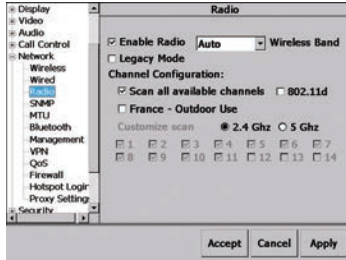 Display
Video
Audio
Call Control
Network
Wireless
Wired
Radio
SNMP
MTU
Bluetooth
Management
VPN
QoS
Firewall
Hotspot Login
Proxy Setting
Security
Radio
Enable Radio Auto Wireless Band
Legacy Mode
Channel Configuration:
Scan all available channels 802.11d
France - Outdoor Use
Customize scan 2.4 Ghz 5 Ghz
1 2 3 4 5 6 7
8 9 10 11 12 13 14
Accept Cancel Apply